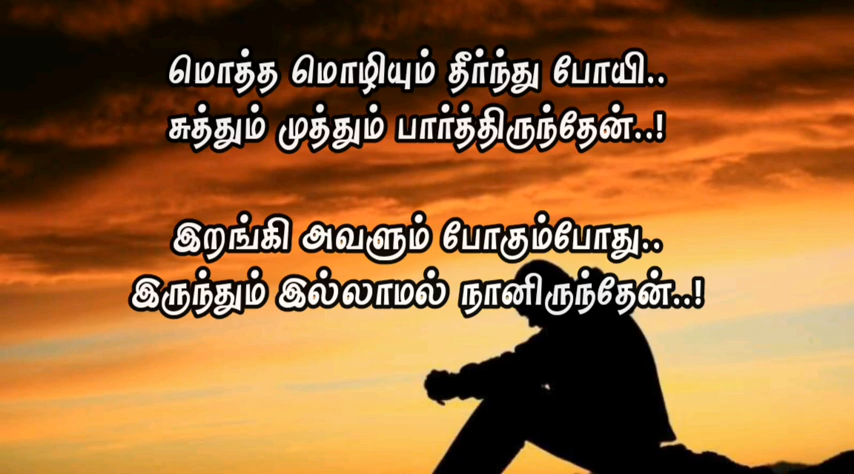 மொத்த மொழியும் தீர்ந்து போயி..
சுத்தும் முத்தும் பார்த்திருந்தேன்..!
இறங்கி அவளும் போகும்போது..
இருந்தும் இல்லாமல் நானிருந்தேன்..!